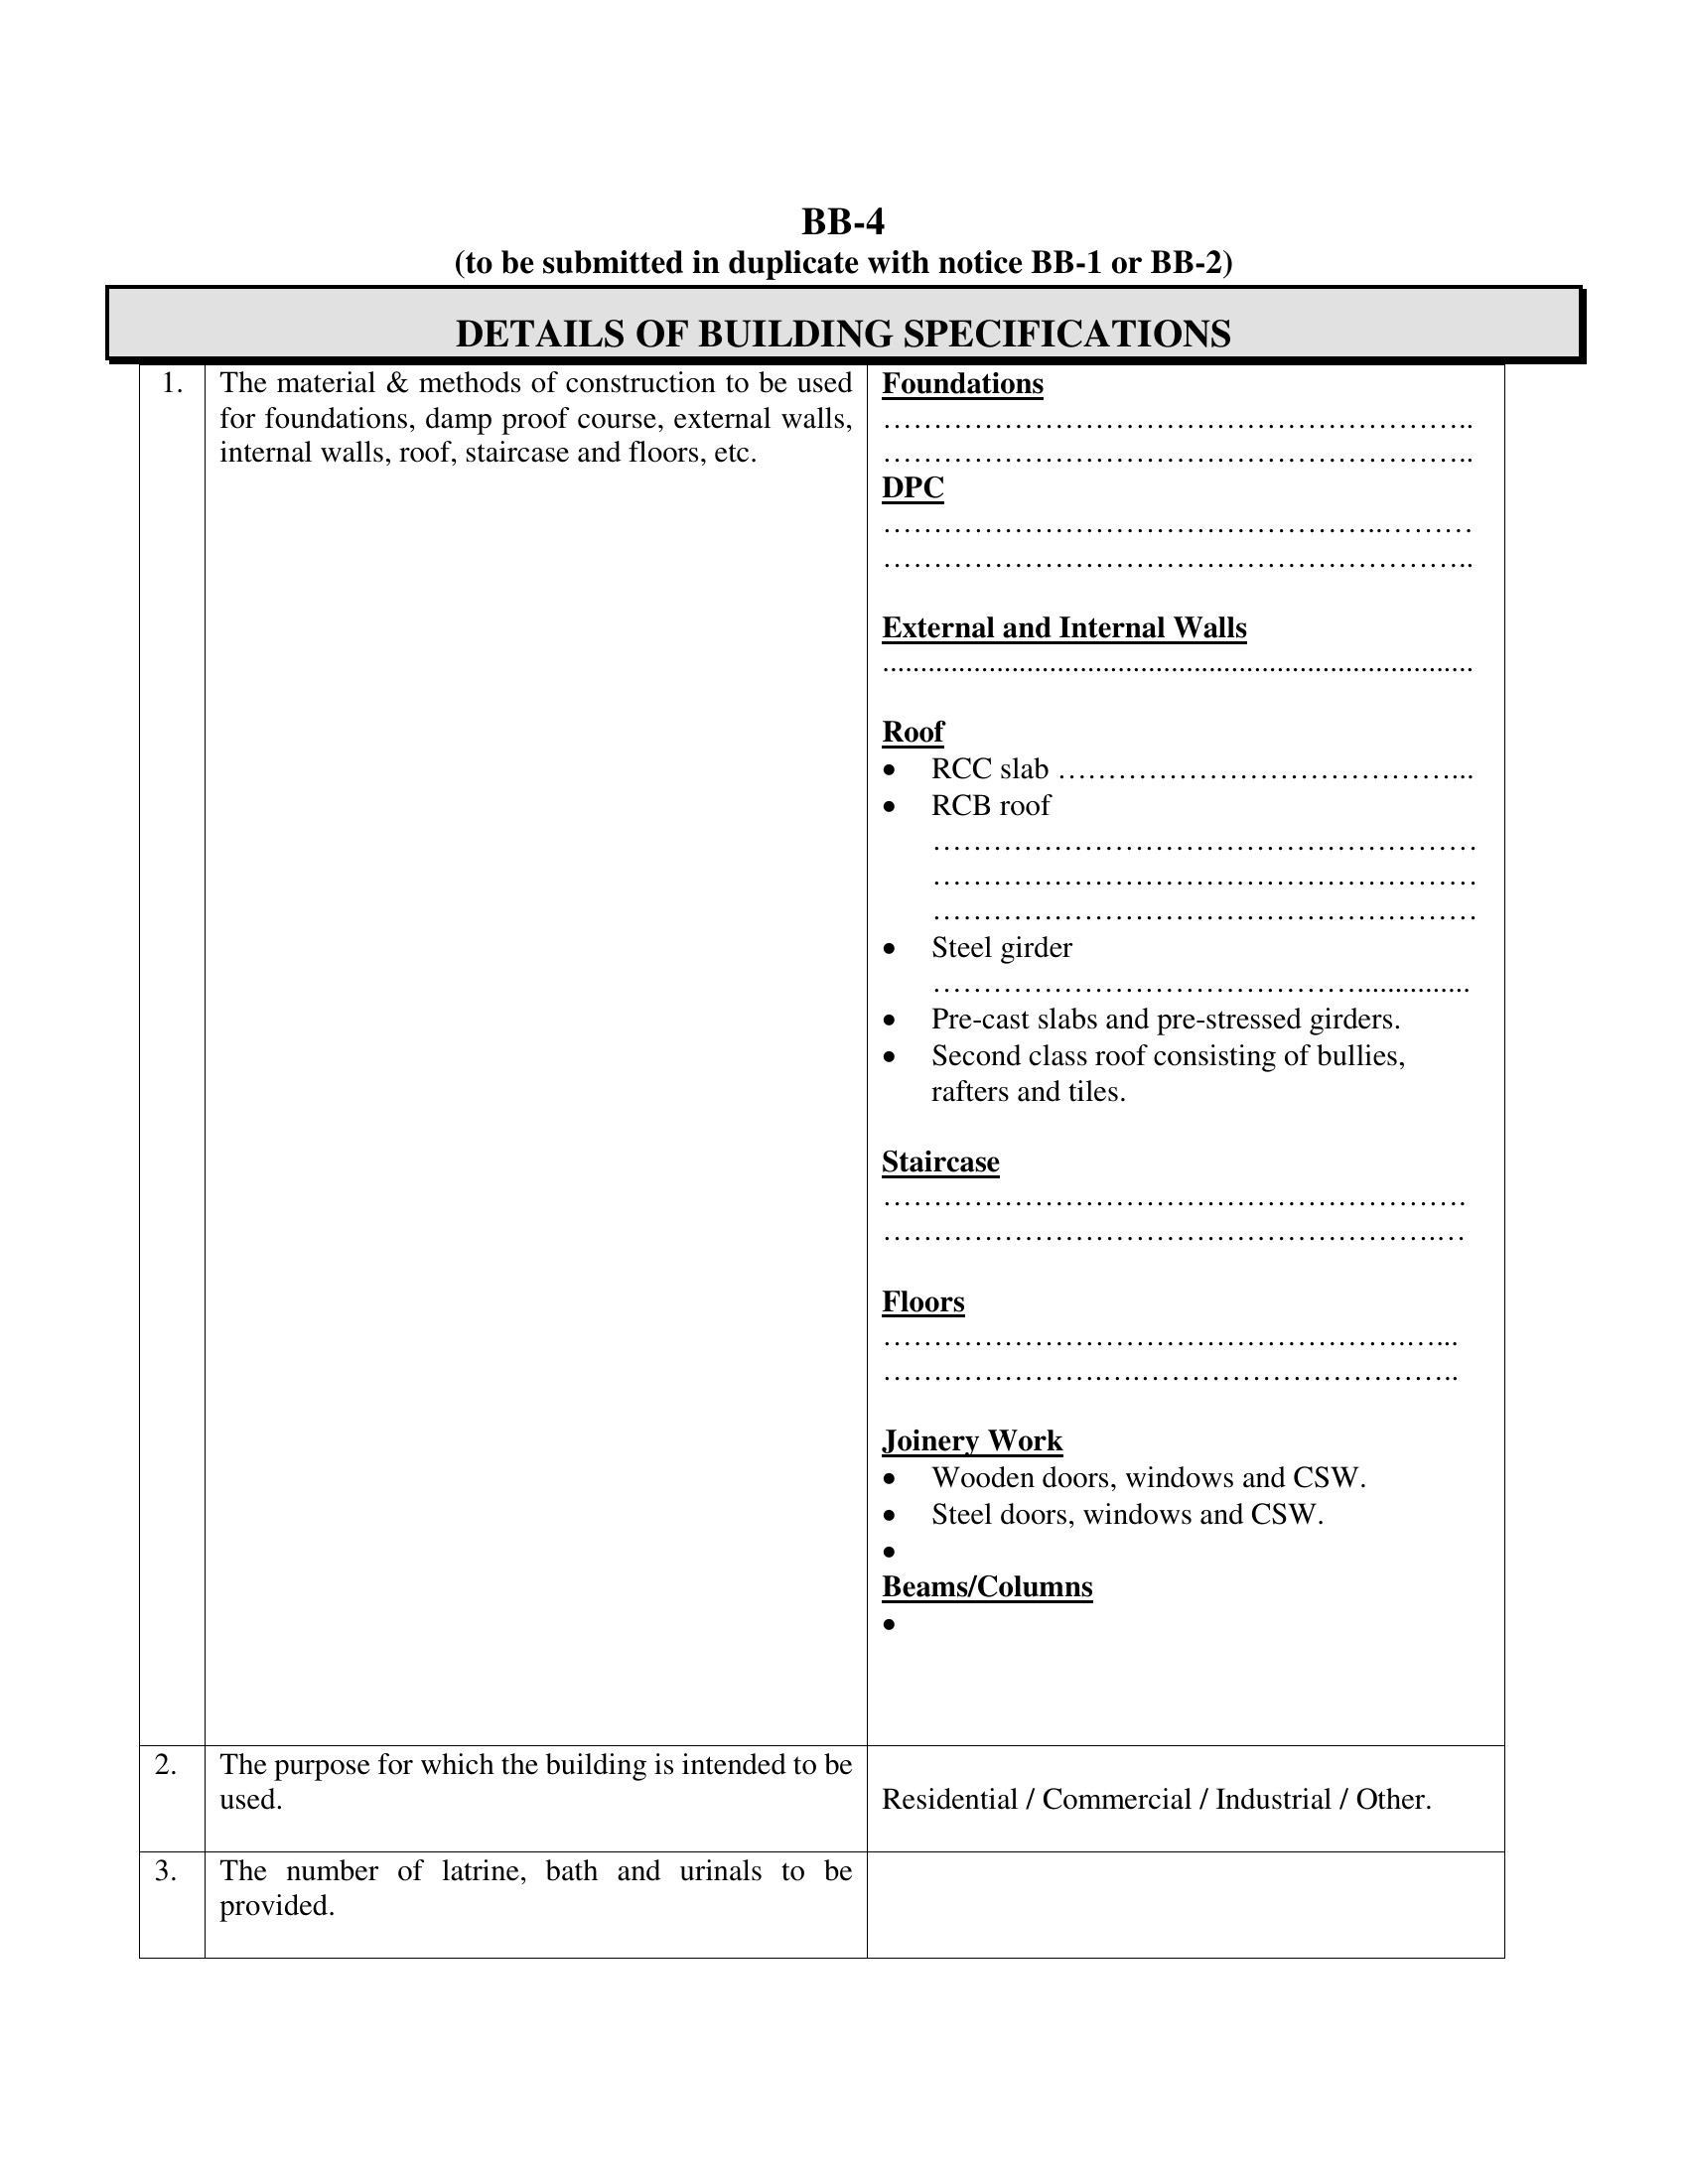 BB-4
(to be submitted in duplicate with notice BB-1 or BB-2)
DETAILS OF BUILDING SPECIFICATIONS
1.
The material & methods of construction to be used
for foundations, damp proof course, external walls,
internal walls, roof, staircase and floors, etc.
Foundations
…………………………………………………..
…………………………………………………..
DPC
…………………………………………..………
…………………………………………………..
External and Internal Walls
..............................................................................
Roof
• RCC slab …………………………………...
• RCB roof
………………………………………………
………………………………………………
………………………………………………
• Steel girder
……………………………………...............
• Pre-cast slabs and pre-stressed girders.
• Second class roof consisting of bullies,
rafters and tiles.
Staircase
………………………………………………….
……………………………………………….…
Floors
…………………………………………….…...
………………….….…………………………..
Joinery Work
• Wooden doors, windows and CSW.
• Steel doors, windows and CSW.
•
Beams/Columns
•
2.
The purpose for which the building is intended to be
used.
Residential / Commercial / Industrial / Other.
3.
The number of latrine, bath and urinals to be
provided.